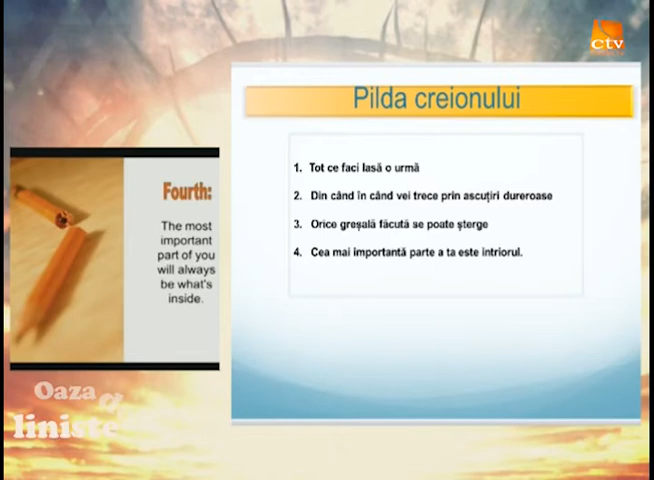 ctv
Pilda creionului
1. Tot ce faci lasă o urmă
2. Din când în când vei trece prin ascuțiri dureroase
3. Orice greșală făcută se poate șterge
4. Cea mai importantă parte a ta este intriorul.
Fourth:
The most
important
part of you
will always
be what's
inside.
Oaza
liniste